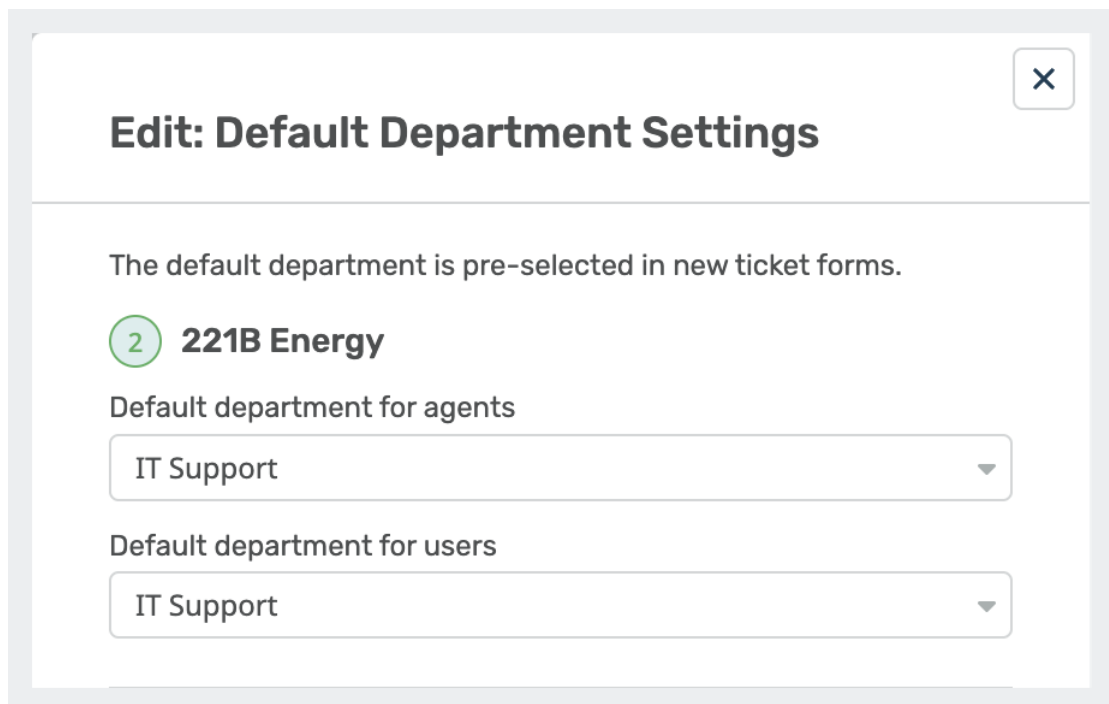 Edit: Default Department Settings
The default department is pre-selected in new ticket forms.
2 221B Energy
Default department for agents
IT Support
Default department for users
IT Support